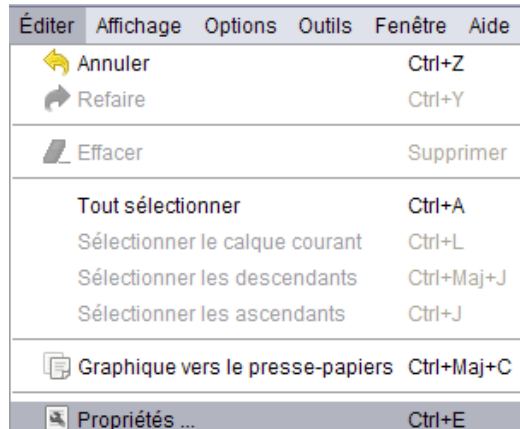 Éditer Affichage Options Outils Fenêtre Aide
Annuler Ctrl+Z
Refaire Ctrl+Y
Effacer Supprimer
Tout sélectionner Ctrl+A
Sélectionner le calque courant Ctrl+L
Sélectionner les descendants Ctrl+Maj+J
Sélectionner les ascendants Ctrl+J
Graphique vers le presse-papiers Ctrl+Maj+C
Propriétés ... Ctrl+E